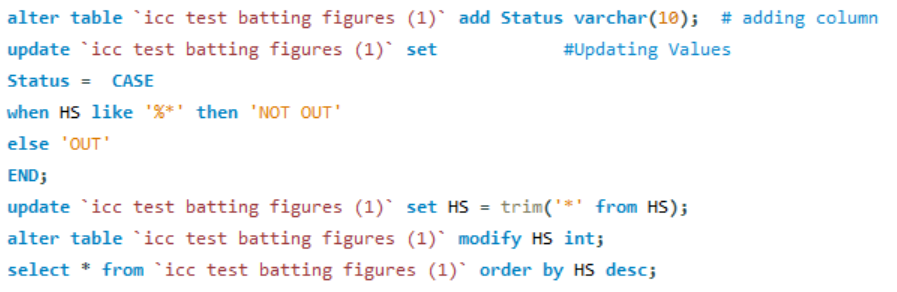 alter table `icc test batting figures (1)` add Status varchar(10);  # adding column
update `icc test batting figures (1)` set            #Updating Values
Status =  CASE
when HS like '%*' then 'NOT OUT'
else 'OUT'
END;
update `icc test batting figures (1)` set HS = trim('*' from HS);
alter table `icc test batting figures (1)` modify HS int;
select * from `icc test batting figures (1)` order by HS desc;